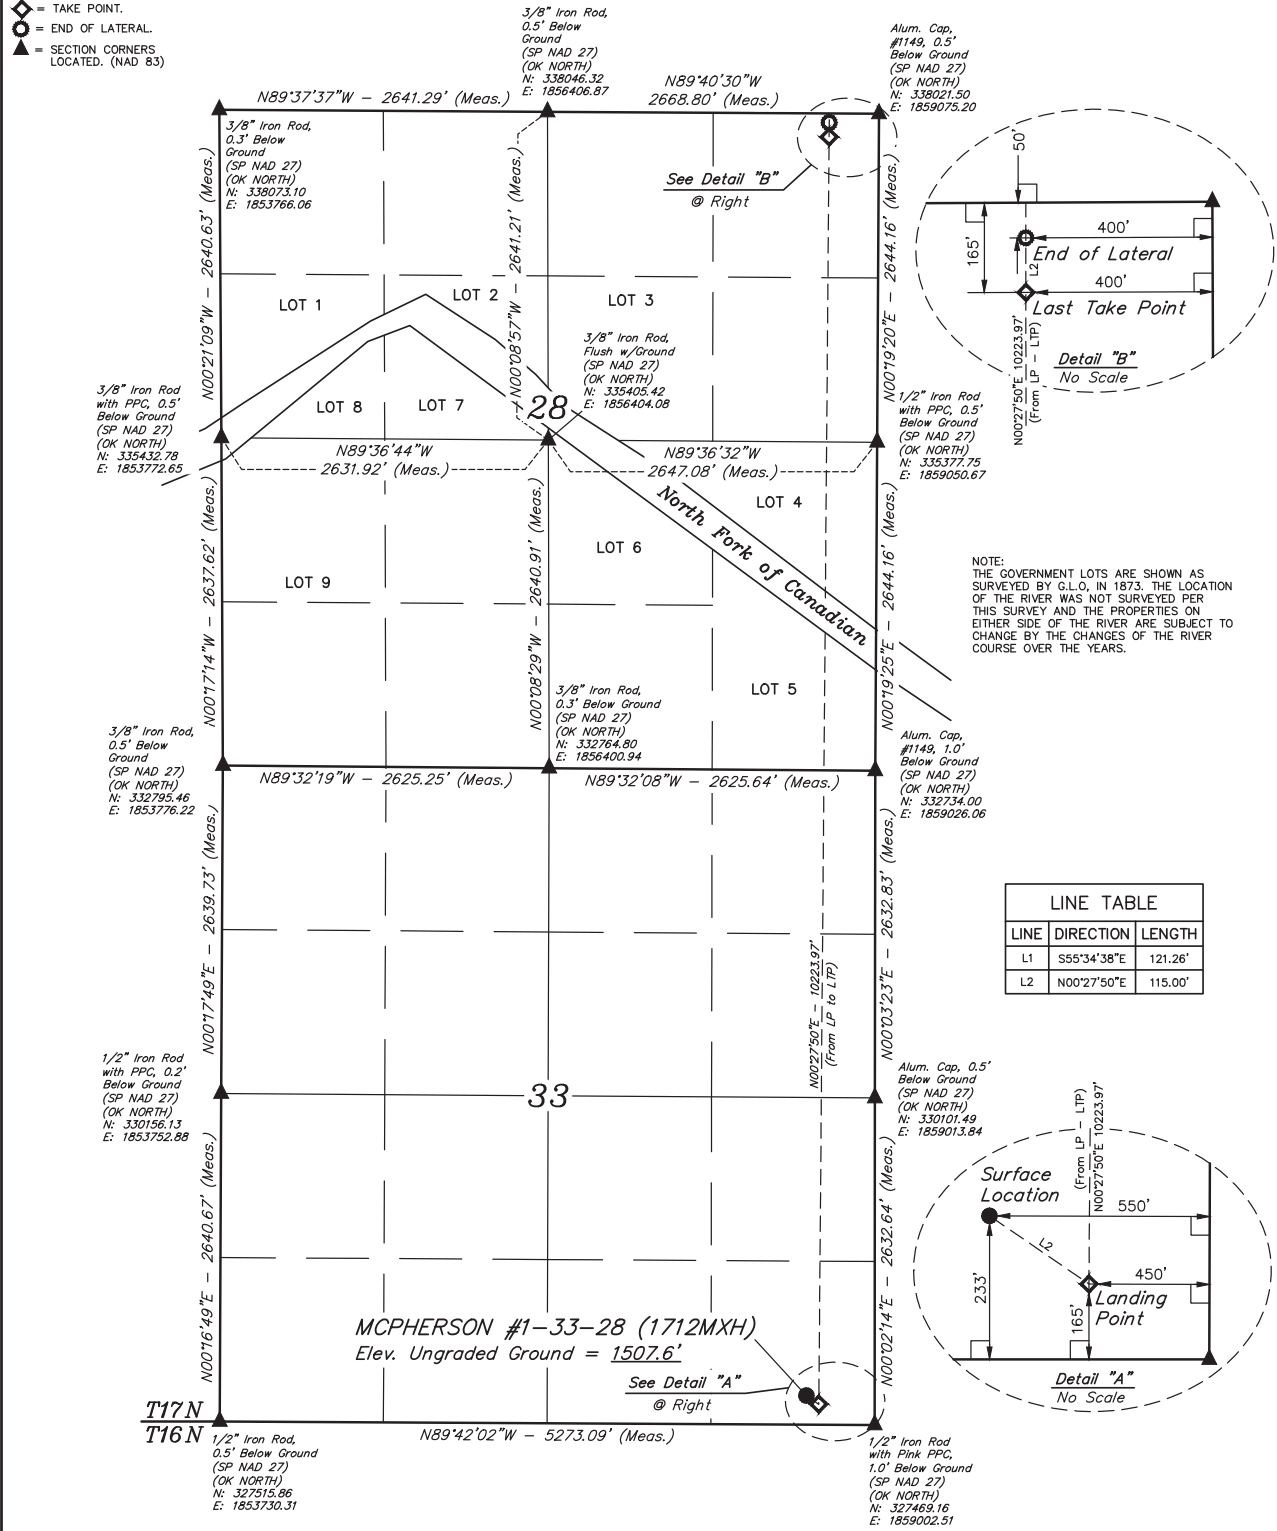 = TAKE POINT.
= END OF LATERAL.
= SECTION CORNERS
LOCATED. (NAD 83)
3/8" Iron Rod,
0.5' Below
Ground
(SP NAD 27)
(OK NORTH)
N: 338046.32
E: 1856406.87
Alum. Cap,
#1149, 0.5'
Below Ground
(SP NAD 27)
(OK NORTH)
N: 338021.50
E: 1859075.20
N89°37'37"W - 2641.29' (Meas.)
N89°40'30"W
2668.80' (Meas.)
3/8" Iron Rod,
0.3' Below
Ground
(SP NAD 27)
(OK NORTH)
N: 338073.10
E: 1853766.06
See Detail "B"
@ Right
N00°21'09"W - 2640.63' (Meas.)
N00°08'57"W - 2641.21' (Meas.)
N00°19'20"E - 2644.16' (Meas.)
50'
165'
400'
End of Lateral
L2
400'
Last Take Point
N00°27'50"E 10223.97'
(From LP - LTP)
Detail "B"
No Scale
LOT 1
LOT 2
LOT 3
3/8" Iron Rod,
Flush w/Ground
(SP NAD 27)
(OK NORTH)
N: 335405.42
E: 1856404.08
3/8" Iron Rod
with PPC, 0.5'
Below Ground
(SP NAD 27)
(OK NORTH)
N: 335432.78
E: 1853772.65
LOT 8
LOT 7
28
1/2" Iron Rod
with PPC, 0.5'
Below Ground
(SP NAD 27)
(OK NORTH)
N: 335377.75
E: 1859050.67
N89°36'44"W
2631.92' (Meas.)
N89°36'32"W
2647.08' (Meas.)
LOT 4
North Fork of Canadian
LOT 6
LOT 9
N00°17'14"W - 2637.62' (Meas.)
N00°08'29"W - 2640.91' (Meas.)
N00°19'25"E - 2644.16' (Meas.)
NOTE:
THE GOVERNMENT LOTS ARE SHOWN AS
SURVEYED BY G.L.O, IN 1873. THE LOCATION
OF THE RIVER WAS NOT SURVEYED PER
THIS SURVEY AND THE PROPERTIES ON
EITHER SIDE OF THE RIVER ARE SUBJECT TO
CHANGE BY THE CHANGES OF THE RIVER
COURSE OVER THE YEARS.
LOT 5
3/8" Iron Rod,
0.3' Below Ground
(SP NAD 27)
(OK NORTH)
N: 332764.80
E: 1856400.94
3/8" Iron Rod,
0.5' Below
Ground
(SP NAD 27)
(OK NORTH)
N: 332795.46
E: 1853776.22
Alum. Cap,
#1149, 1.0'
Below Ground
(SP NAD 27)
(OK NORTH)
N: 332734.00
E: 1859026.06
N89°32'19"W - 2625.25' (Meas.)
N89°32'08"W - 2625.64' (Meas.)
N00°17'49"E - 2639.73' (Meas.)
N00°27'50"E - 10223.97'
(From LP to LTP)
N00°03'23"E - 2632.83' (Meas.)
LINE TABLE
LINE DIRECTION LENGTH
L1 S55°34'38"E 121.26'
L2 N00°27'50"E 115.00'
1/2" Iron Rod
with PPC, 0.2'
Below Ground
(SP NAD 27)
(OK NORTH)
N: 330156.13
E: 1853752.88
33
Alum. Cap, 0.5'
Below Ground
(SP NAD 27)
(OK NORTH)
N: 330101.49
E: 1859013.84
N00°16'49"E - 2640.67' (Meas.)
N00°02'14"E - 2632.64' (Meas.)
(From LP - LTP)
N00°27'50"E 10223.97'
Surface
Location
550'
L2
233'
450'
165'
Landing
Point
Detail "A"
No Scale
MCPHERSON #1-33-28 (1712MXH)
Elev. Ungraded Ground = 1507.6'
See Detail "A"
@ Right
T17N
T16N
N89°42'02"W - 5273.09' (Meas.)
1/2" Iron Rod,
0.5' Below Ground
(SP NAD 27)
(OK NORTH)
N: 327515.86
E: 1853730.31
1/2" Iron Rod
with Pink PPC,
1.0' Below Ground
(SP NAD 27)
(OK NORTH)
N: 327469.16
E: 1859002.51